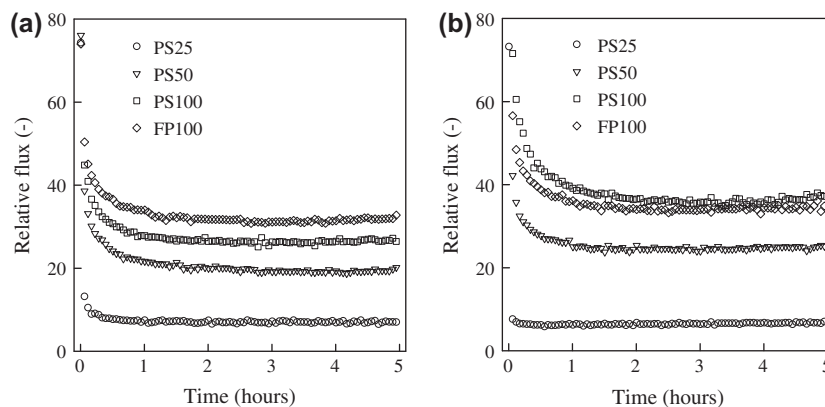 (a)
PS25
PS50
PS100
FP100
Relative flux (-)
80
60
40
20
0
0 1 2 3 4 5
Time (hours)
(b)
PS25
PS50
PS100
FP100
Relative flux (-)
80
60
40
20
0
0 1 2 3 4 5
Time (hours)